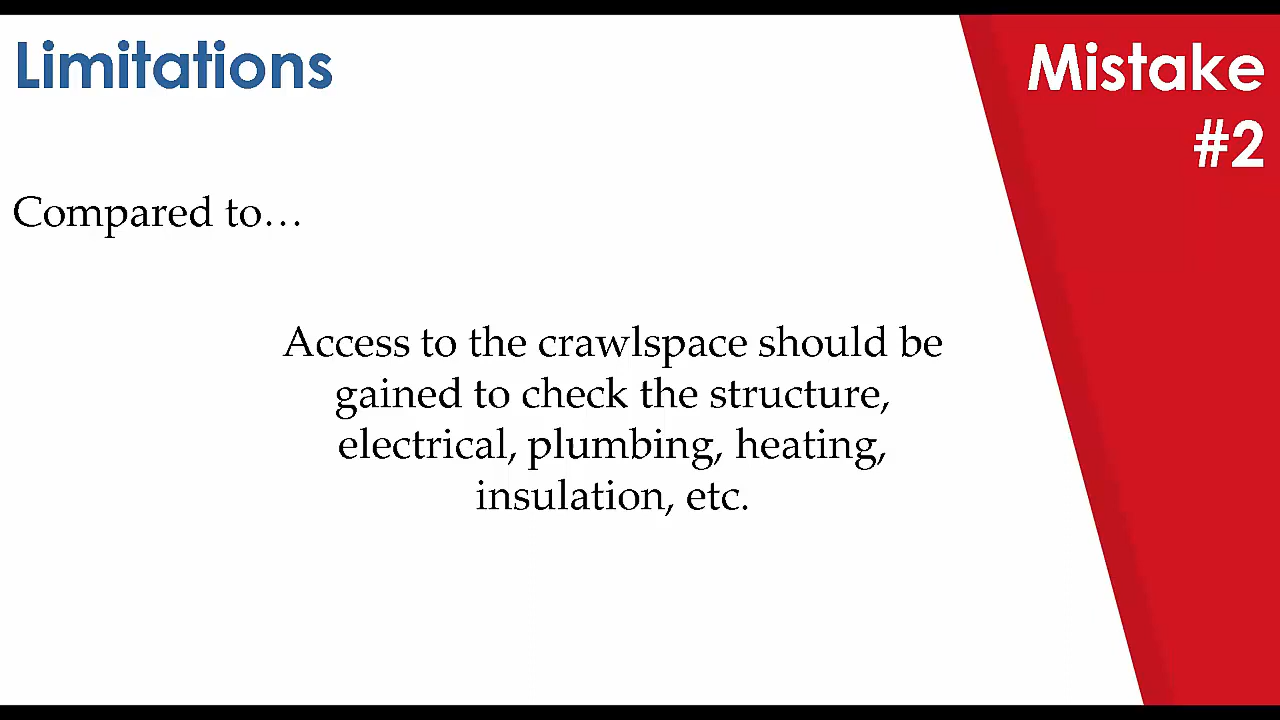 Limitations
Mistake
#2
Compared to…
Access to the crawlspace should be
gained to check the structure,
electrical, plumbing, heating,
insulation, etc.